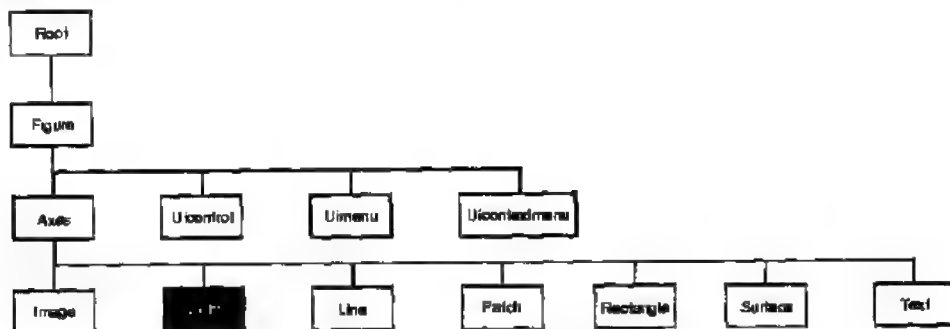 Root
Figure
Axes Uicontrol Uimenu Uicontextmenu
Image Line Patch Rectangle Surface Text